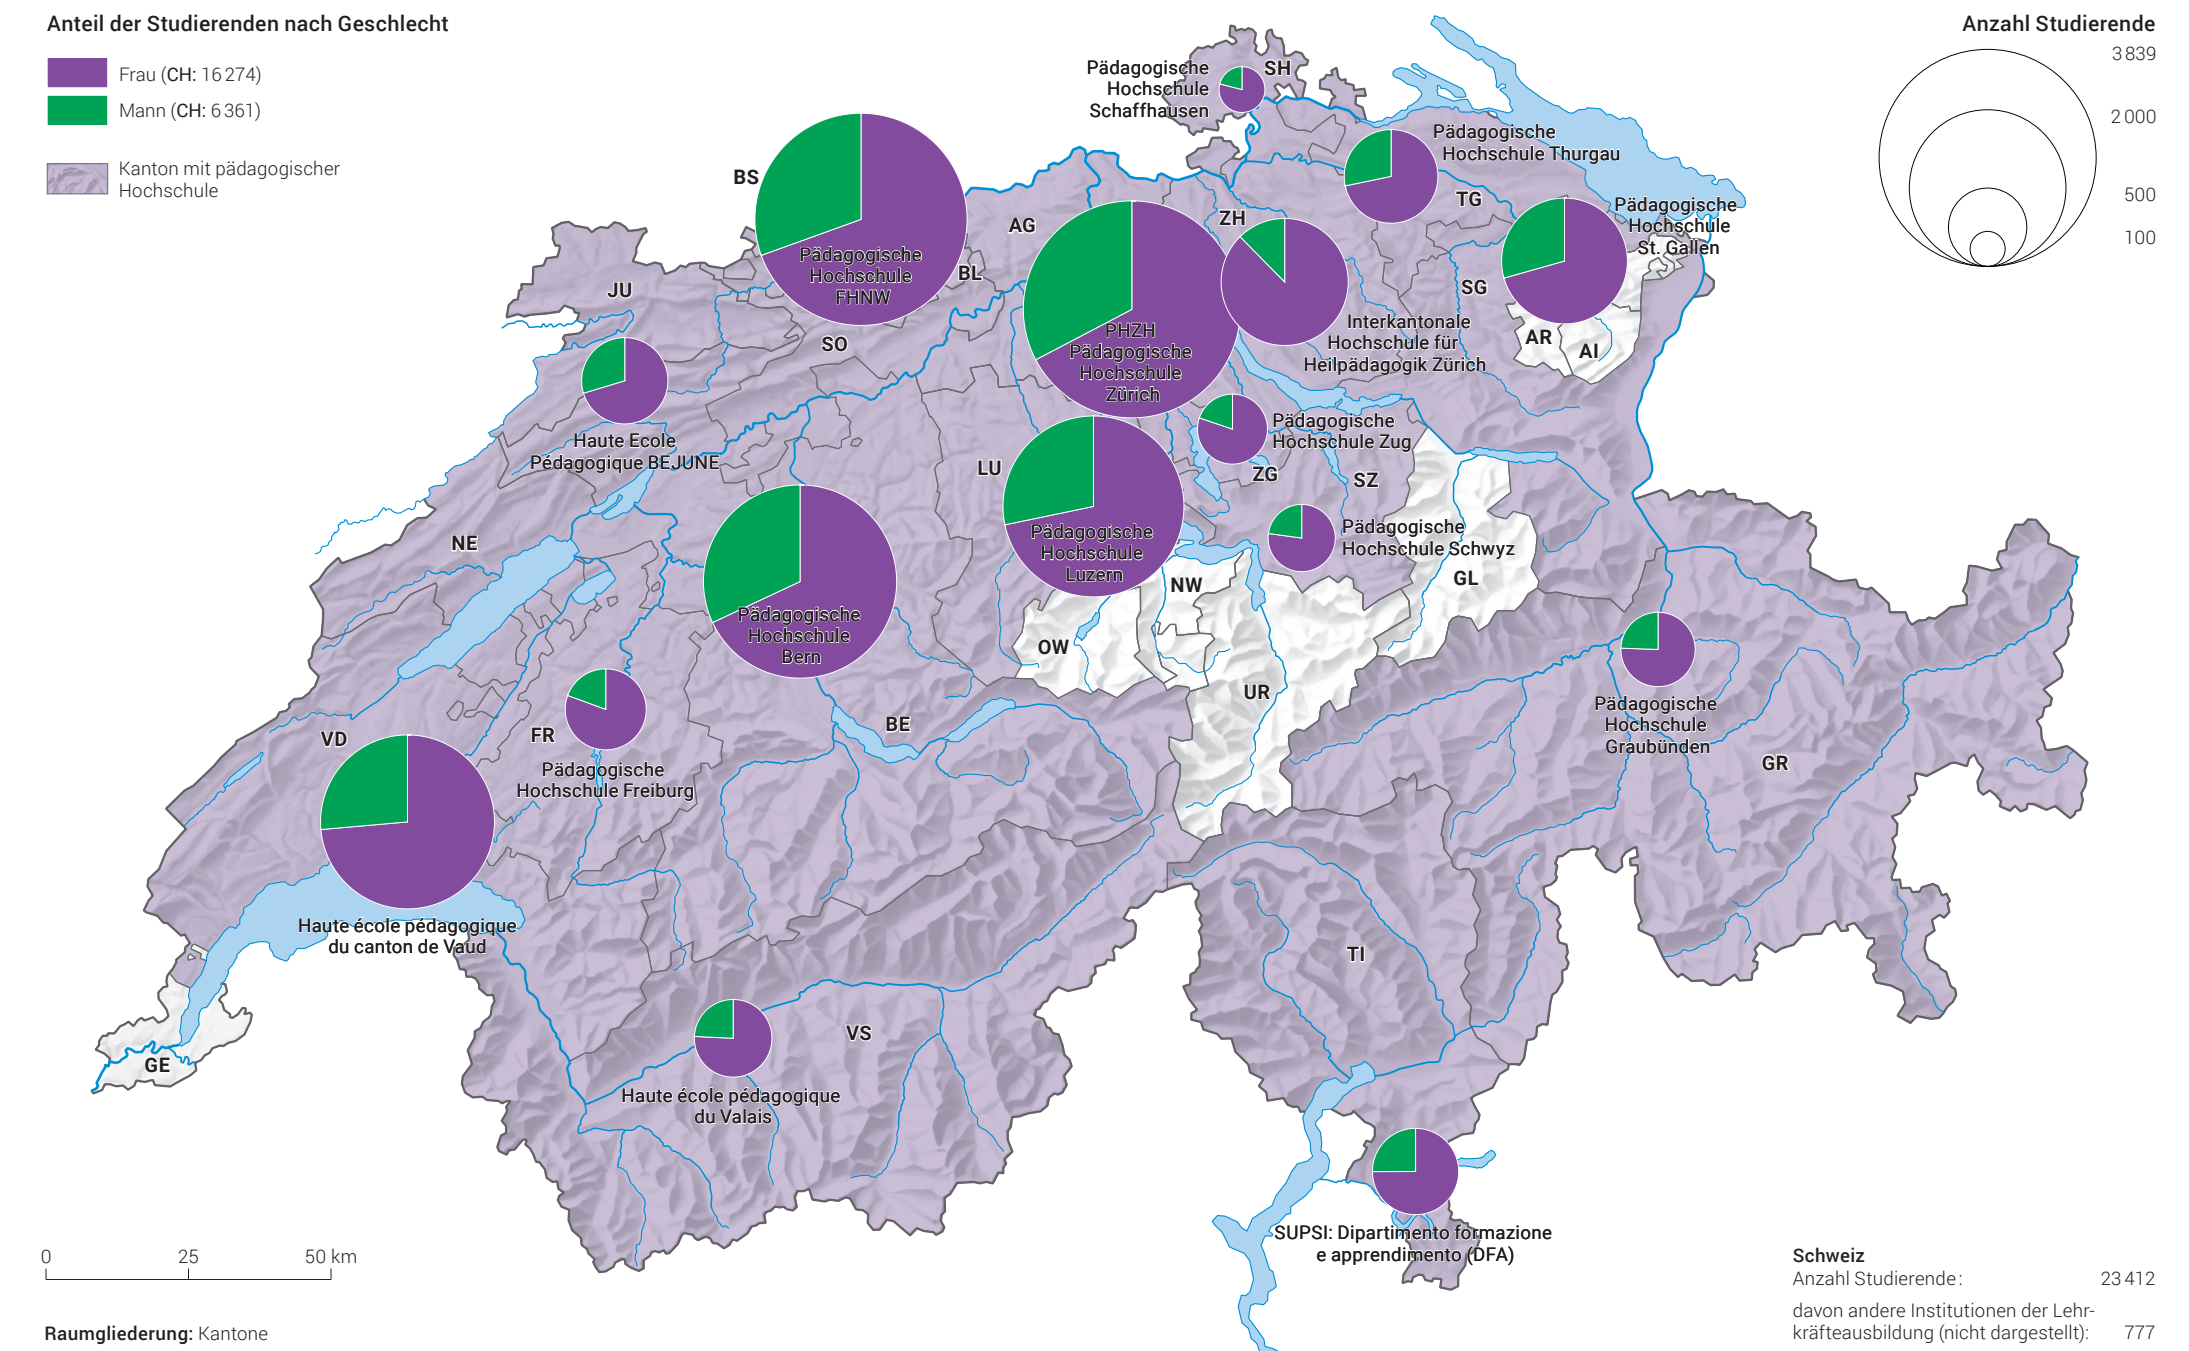 Anteil der Studierenden nach Geschlecht
Frau (CH: 16 274)
Mann (CH: 6 361)
Kanton mit pädagogischer
Hochschule
Anzahl Studierende
3 839
2 000
500
100
Pädagogische
Hochschule
Schaffhausen
SH
Pädagogische
Hochschule Thurgau
TG
Pädagogische
Hochschule
St. Gallen
SG
AR
AI
BS
Pädagogische
Hochschule
FHNW
AG
BL
ZH
PHZH
Pädagogische
Hochschule
Zürich
Interkantonale
Hochschule für
Heilpädagogik Zürich
JU
SO
Haute Ecole
Pédagogique BEJUNE
Pädagogische
Hochschule Zug
ZG
SZ
LU
Pädagogische
Hochschule
Luzern
Pädagogische
Hochschule Schwyz
GL
NE
Pädagogische
Hochschule
Bern
NW
OW
UR
BE
FR
Pädagogische
Hochschule Freiburg
VD
Haute école pédagogique
du canton de Vaud
Pädagogische
Hochschule
Graubünden
GR
TI
VS
Haute école pédagogique
du Valais
GE
SUPSI: Dipartimento formazione
e apprendimento (DFA)
0 25 50 km
Raumgliederung: Kantone
Schweiz
Anzahl Studierende: 23 412
davon andere Institutionen der Lehr-
kräfteausbildung (nicht dargestellt): 777